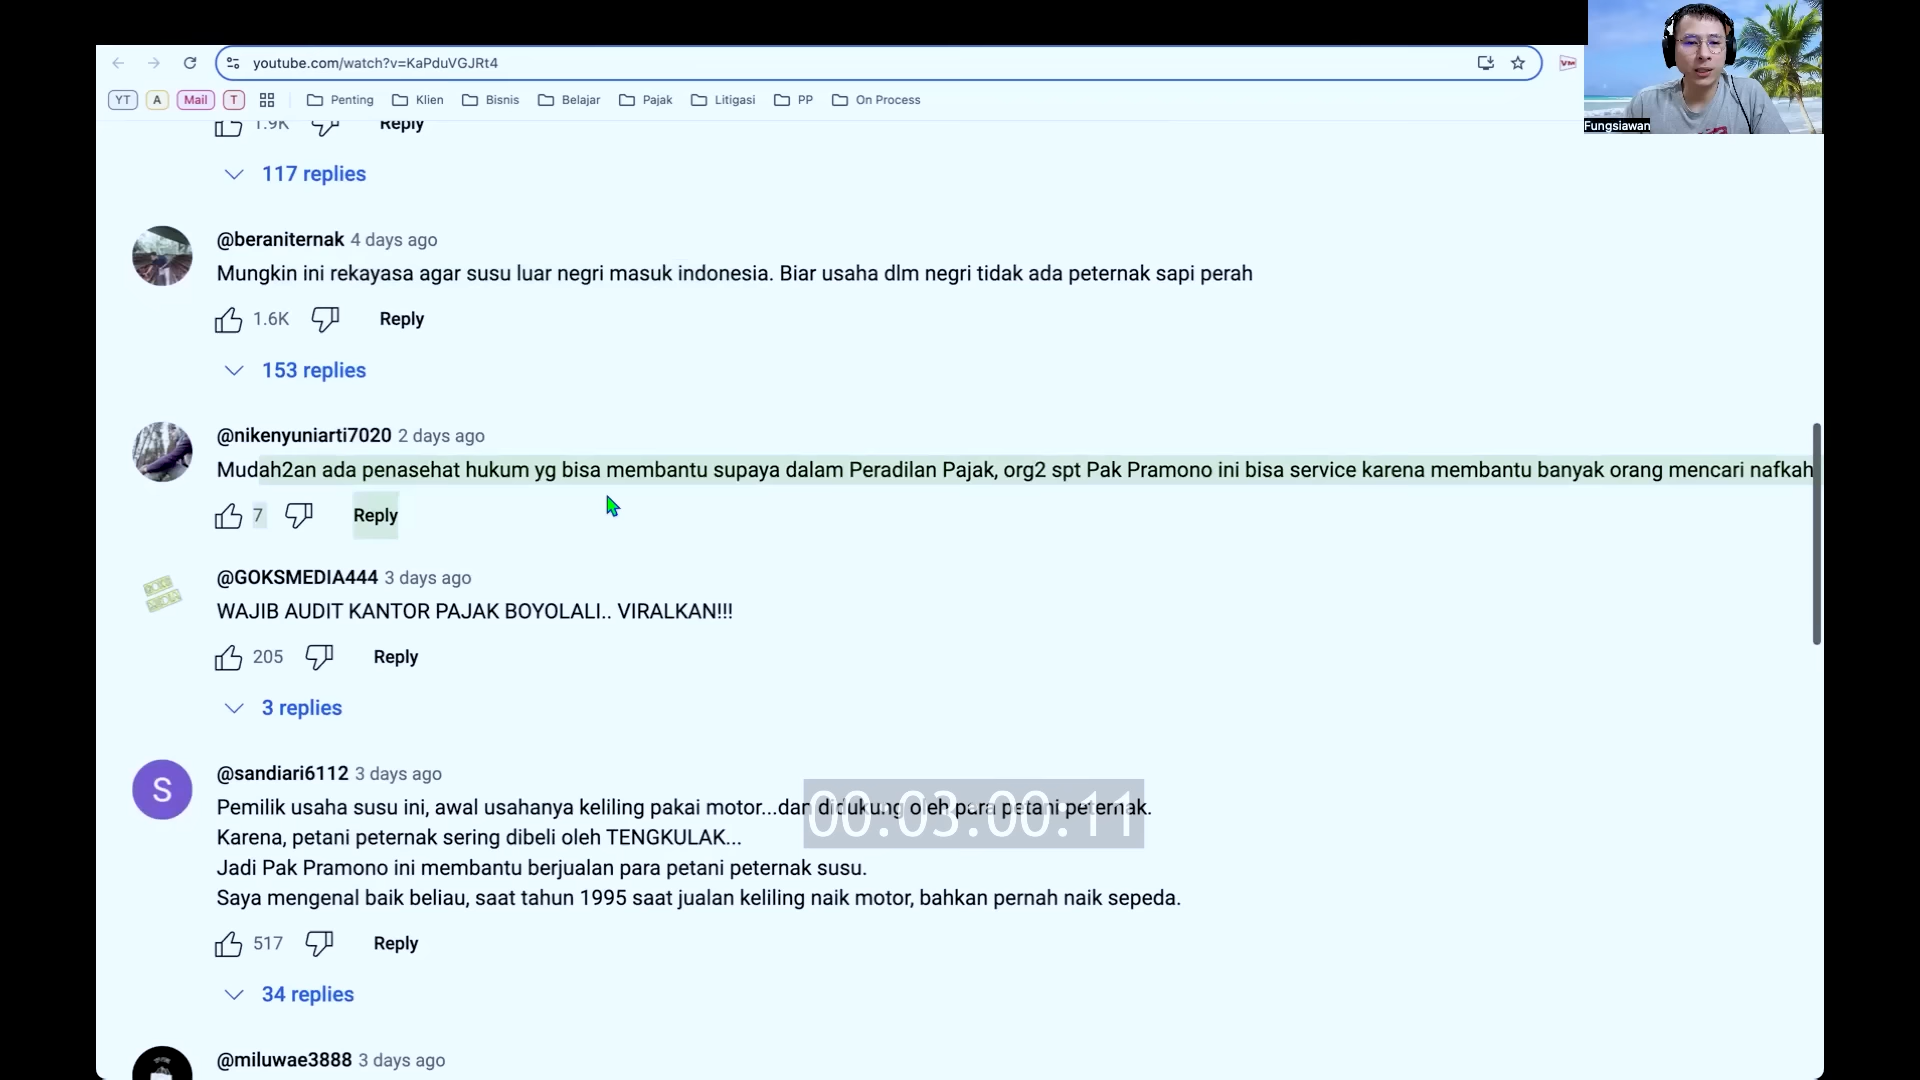 youtube.com/watch?v=KaPduVGJRt4
YT A Mail T Penting Klien Bisnis Belajar Pajak Litigasi PP On Process
Fungsiawan
1.9K Reply
117 replies
@beraniternak 4 days ago
Mungkin ini rekayasa agar susu luar negri masuk indonesia. Biar usaha dlm negri tidak ada peternak sapi perah
1.6K Reply
153 replies
@nikenyuniarti7020 2 days ago
Mudah2an ada penasehat hukum yg bisa membantu supaya dalam Peradilan Pajak, org2 spt Pak Pramono ini bisa service karena membantu banyak orang mencari nafkah
7 Reply
@GOKSMEDIA444 3 days ago
WAJIB AUDIT KANTOR PAJAK BOYOLALI.. VIRALKAN!!!
205 Reply
3 replies
S
@sandiari6112 3 days ago
Pemilik usaha susu ini, awal usahanya keliling pakai motor...dan didukung oleh para petani peternak.
00:03:00:11
Karena, petani peternak sering dibeli oleh TENGKULAK...
Jadi Pak Pramono ini membantu berjualan para petani peternak susu.
Saya mengenal baik beliau, saat tahun 1995 saat jualan keliling naik motor, bahkan pernah naik sepeda.
517 Reply
34 replies
@miluwae3888 3 days ago